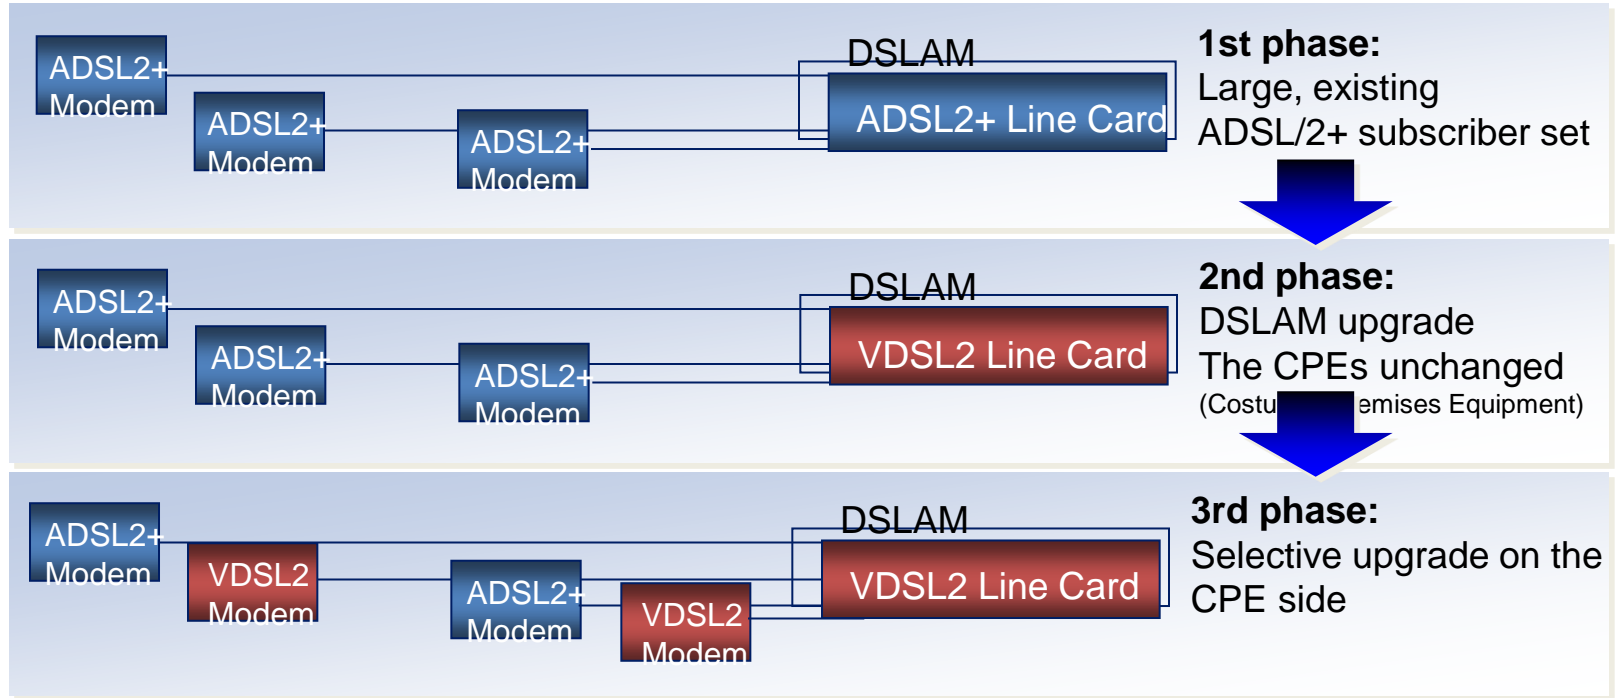 ADSL2+
Modem
ADSL2+
Modem
ADSL2+
Modem
DSLAM
ADSL2+ Line Card
1st phase:
Large, existing
ADSL/2+ subscriber set
ADSL2+
Modem
ADSL2+
Modem
ADSL2+
Modem
DSLAM
VDSL2 Line Card
2nd phase:
DSLAM upgrade
The CPEs unchanged
(Costu emises Equipment)
ADSL2+
Modem
VDSL2
Modem
ADSL2+
Modem
VDSL2
Modem
DSLAM
VDSL2 Line Card
3rd phase:
Selective upgrade on the
CPE side